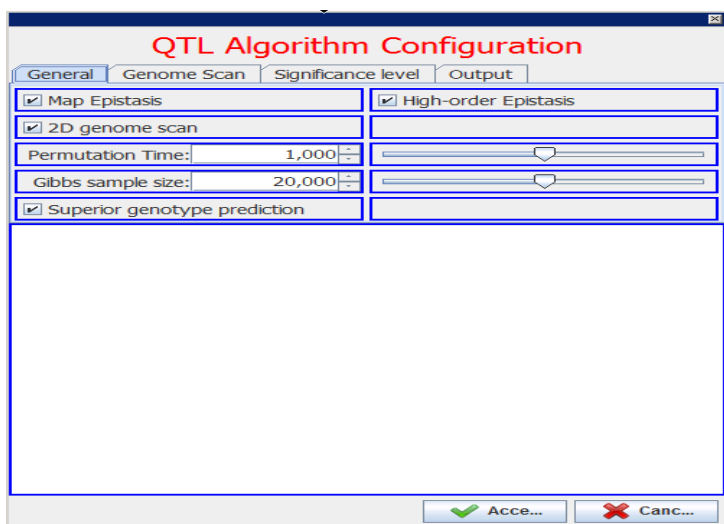 QTL Algorithm Configuration
General Genome Scan Significance level Output
Map Epistasis High-order Epistasis
2D genome scan
Permutation Time: 1,000
Gibbs sample size: 20,000
Superior genotype prediction
Acce... Canc...